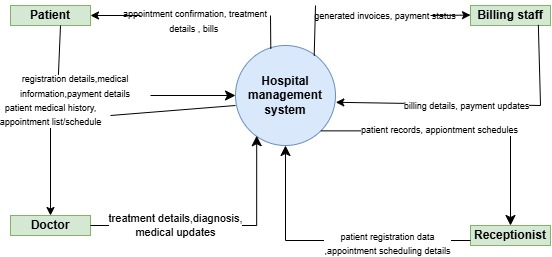 Patient
appointment confirmation, treatment
details , bills
generated invoices, payment status
Billing staff
registration details,medical
information,payment details
patient medical history,
appointment list/schedule
Hospital
management
system
billing details, payment updates
patient records, appiontment schedules
Doctor
treatment details,diagnosis,
medical updates
patient registration data
,appointment scheduling details
Receptionist